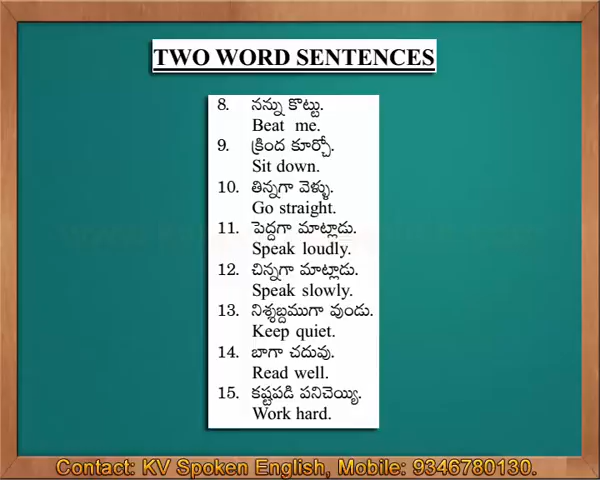 TWO WORD SENTENCES
8. నన్ను కొట్టు.
Beat me.
9. క్రింద కూర్చో.
Sit down.
10. తిన్నగా వెళ్ళు.
Go straight.
11. పెద్దగా మాట్లాడు.
Speak loudly.
12. చిన్నగా మాట్లాడు.
Speak slowly.
13. నిశ్శబ్దముగా వుండు.
Keep quiet.
14. బాగా చదువు.
Read well.
15. కష్టపడి పనిచెయ్యి.
Work hard.
Contact: KV Spoken English, Mobile: 9346780130.